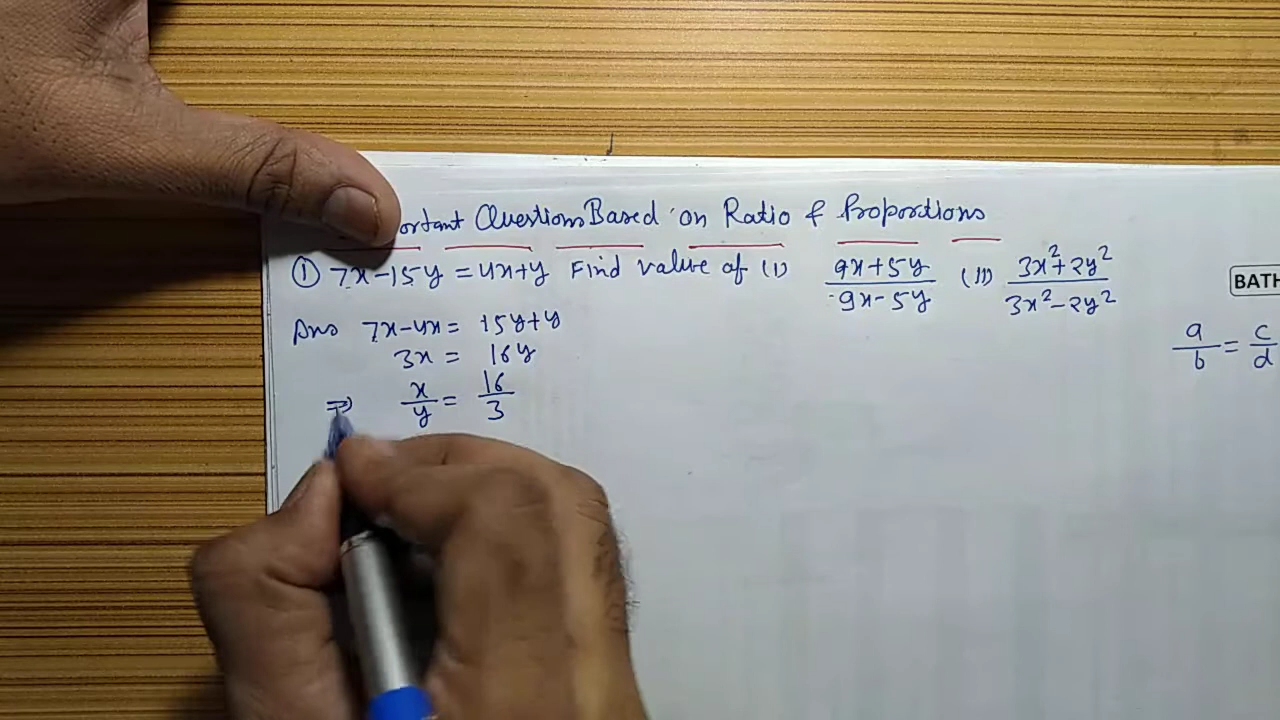 ortant Questions Based on Ratio & Proportions
① 7x-15y = 4x+y Find value of (i) 9x+5y / 9x-5y (ii) 3x²+2y² / 3x²-2y²
Ans 7x-4x = 15y+y
3x = 16y
⇒ x/y = 16/3
BATH
a/b = c/d